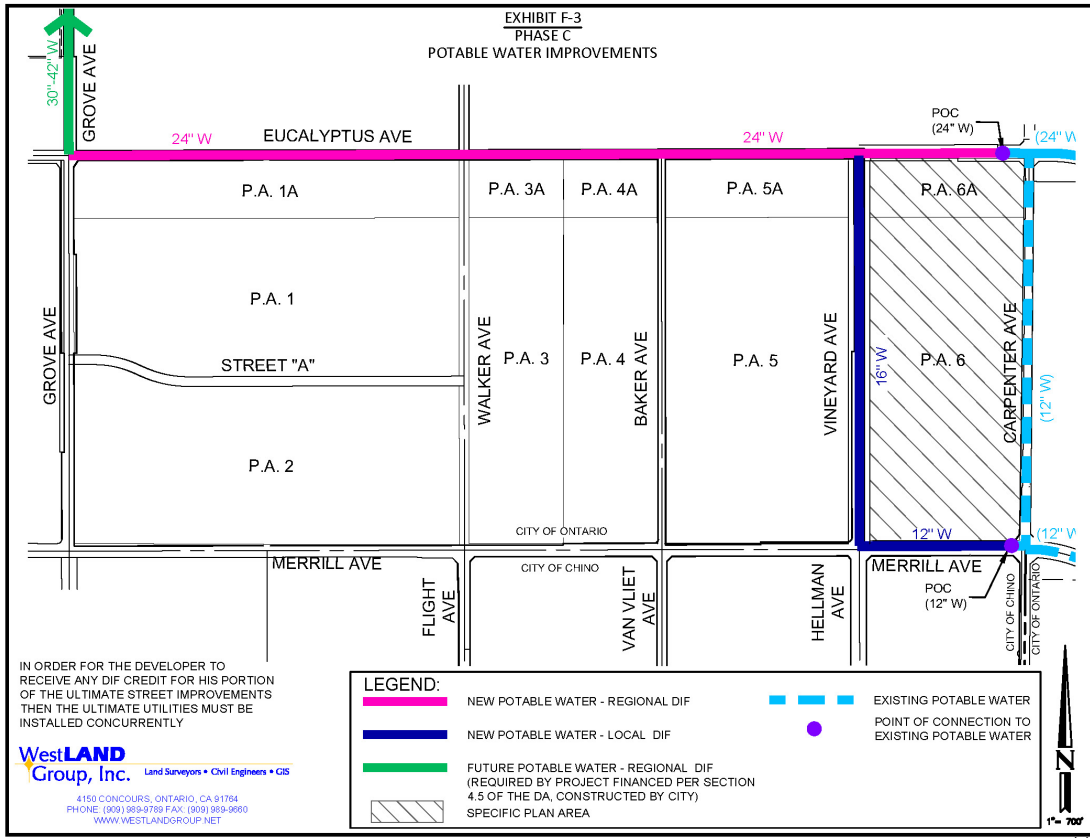 EXHIBIT F-3
PHASE C
POTABLE WATER IMPROVEMENTS
30"-42" W
GROVE AVE
24" W
EUCALYPTUS AVE
24" W
POC
(24" W)
(24" W
P.A. 1A
P.A. 3A
P.A. 4A
P.A. 5A
P.A. 6A
GROVE AVE
P.A. 1
STREET "A"
P.A. 2
WALKER AVE
P.A. 3
P.A. 4
BAKER AVE
P.A. 5
VINEYARD AVE
16" W
P.A. 6
CARPENTER AVE
(12" W)
CITY OF ONTARIO
12" W
(12" W
MERRILL AVE
CITY OF CHINO
MERRILL AVE
POC
(12" W)
FLIGHT
AVE
VAN VLIET
AVE
HELLMAN
AVE
CITY OF CHINO
CITY OF ONTARIO
IN ORDER FOR THE DEVELOPER TO
RECEIVE ANY DIF CREDIT FOR HIS PORTION
OF THE ULTIMATE STREET IMPROVEMENTS
THEN THE ULTIMATE UTILITIES MUST BE
INSTALLED CONCURRENTLY
WestLAND
Group, Inc.
Land Surveyors • Civil Engineers • GIS
4150 CONCOURS, ONTARIO, CA 91764
PHONE: (909) 989-9789 FAX: (909) 989-9660
WWW.WESTLANDGROUP.NET
LEGEND:
NEW POTABLE WATER - REGIONAL DIF
NEW POTABLE WATER - LOCAL DIF
FUTURE POTABLE WATER - REGIONAL DIF
(REQUIRED BY PROJECT FINANCED PER SECTION
4.5 OF THE DA, CONSTRUCTED BY CITY)
SPECIFIC PLAN AREA
EXISTING POTABLE WATER
POINT OF CONNECTION TO
EXISTING POTABLE WATER
N
1"= 700'